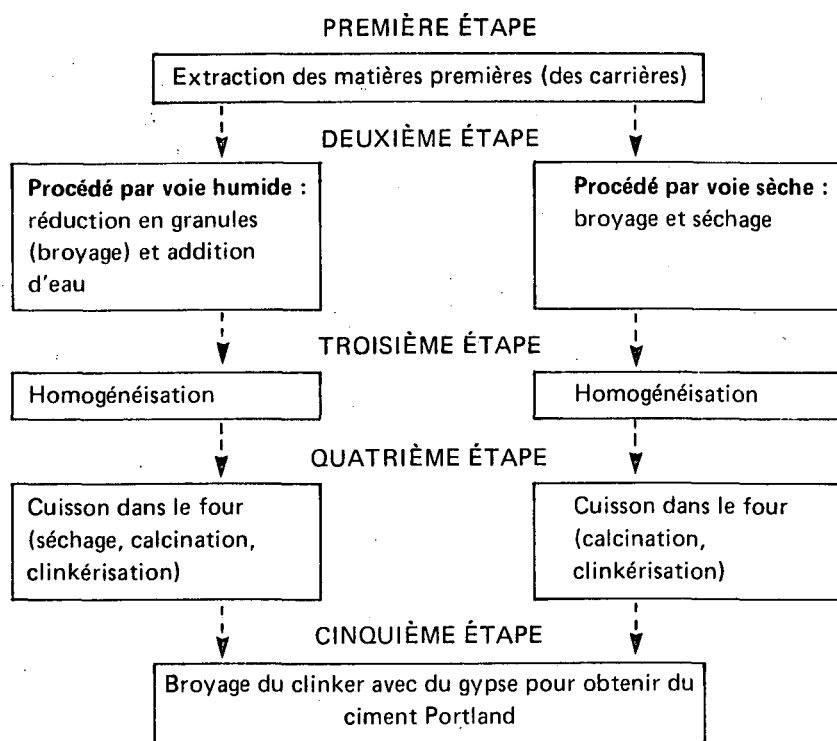 PREMIÈRE ÉTAPE
Extraction des matières premières (des carrières)
DEUXIÈME ÉTAPE
Procédé par voie humide :
réduction en granules
(broyage) et addition
d'eau
Procédé par voie sèche :
broyage et séchage
TROISIÈME ÉTAPE
Homogénéisation
Homogénéisation
QUATRIÈME ÉTAPE
Cuisson dans le four
(séchage, calcination,
clinkérisation)
Cuisson dans le four
(calcination,
clinkérisation)
CINQUIÈME ÉTAPE
Broyage du clinker avec du gypse pour obtenir du
ciment Portland